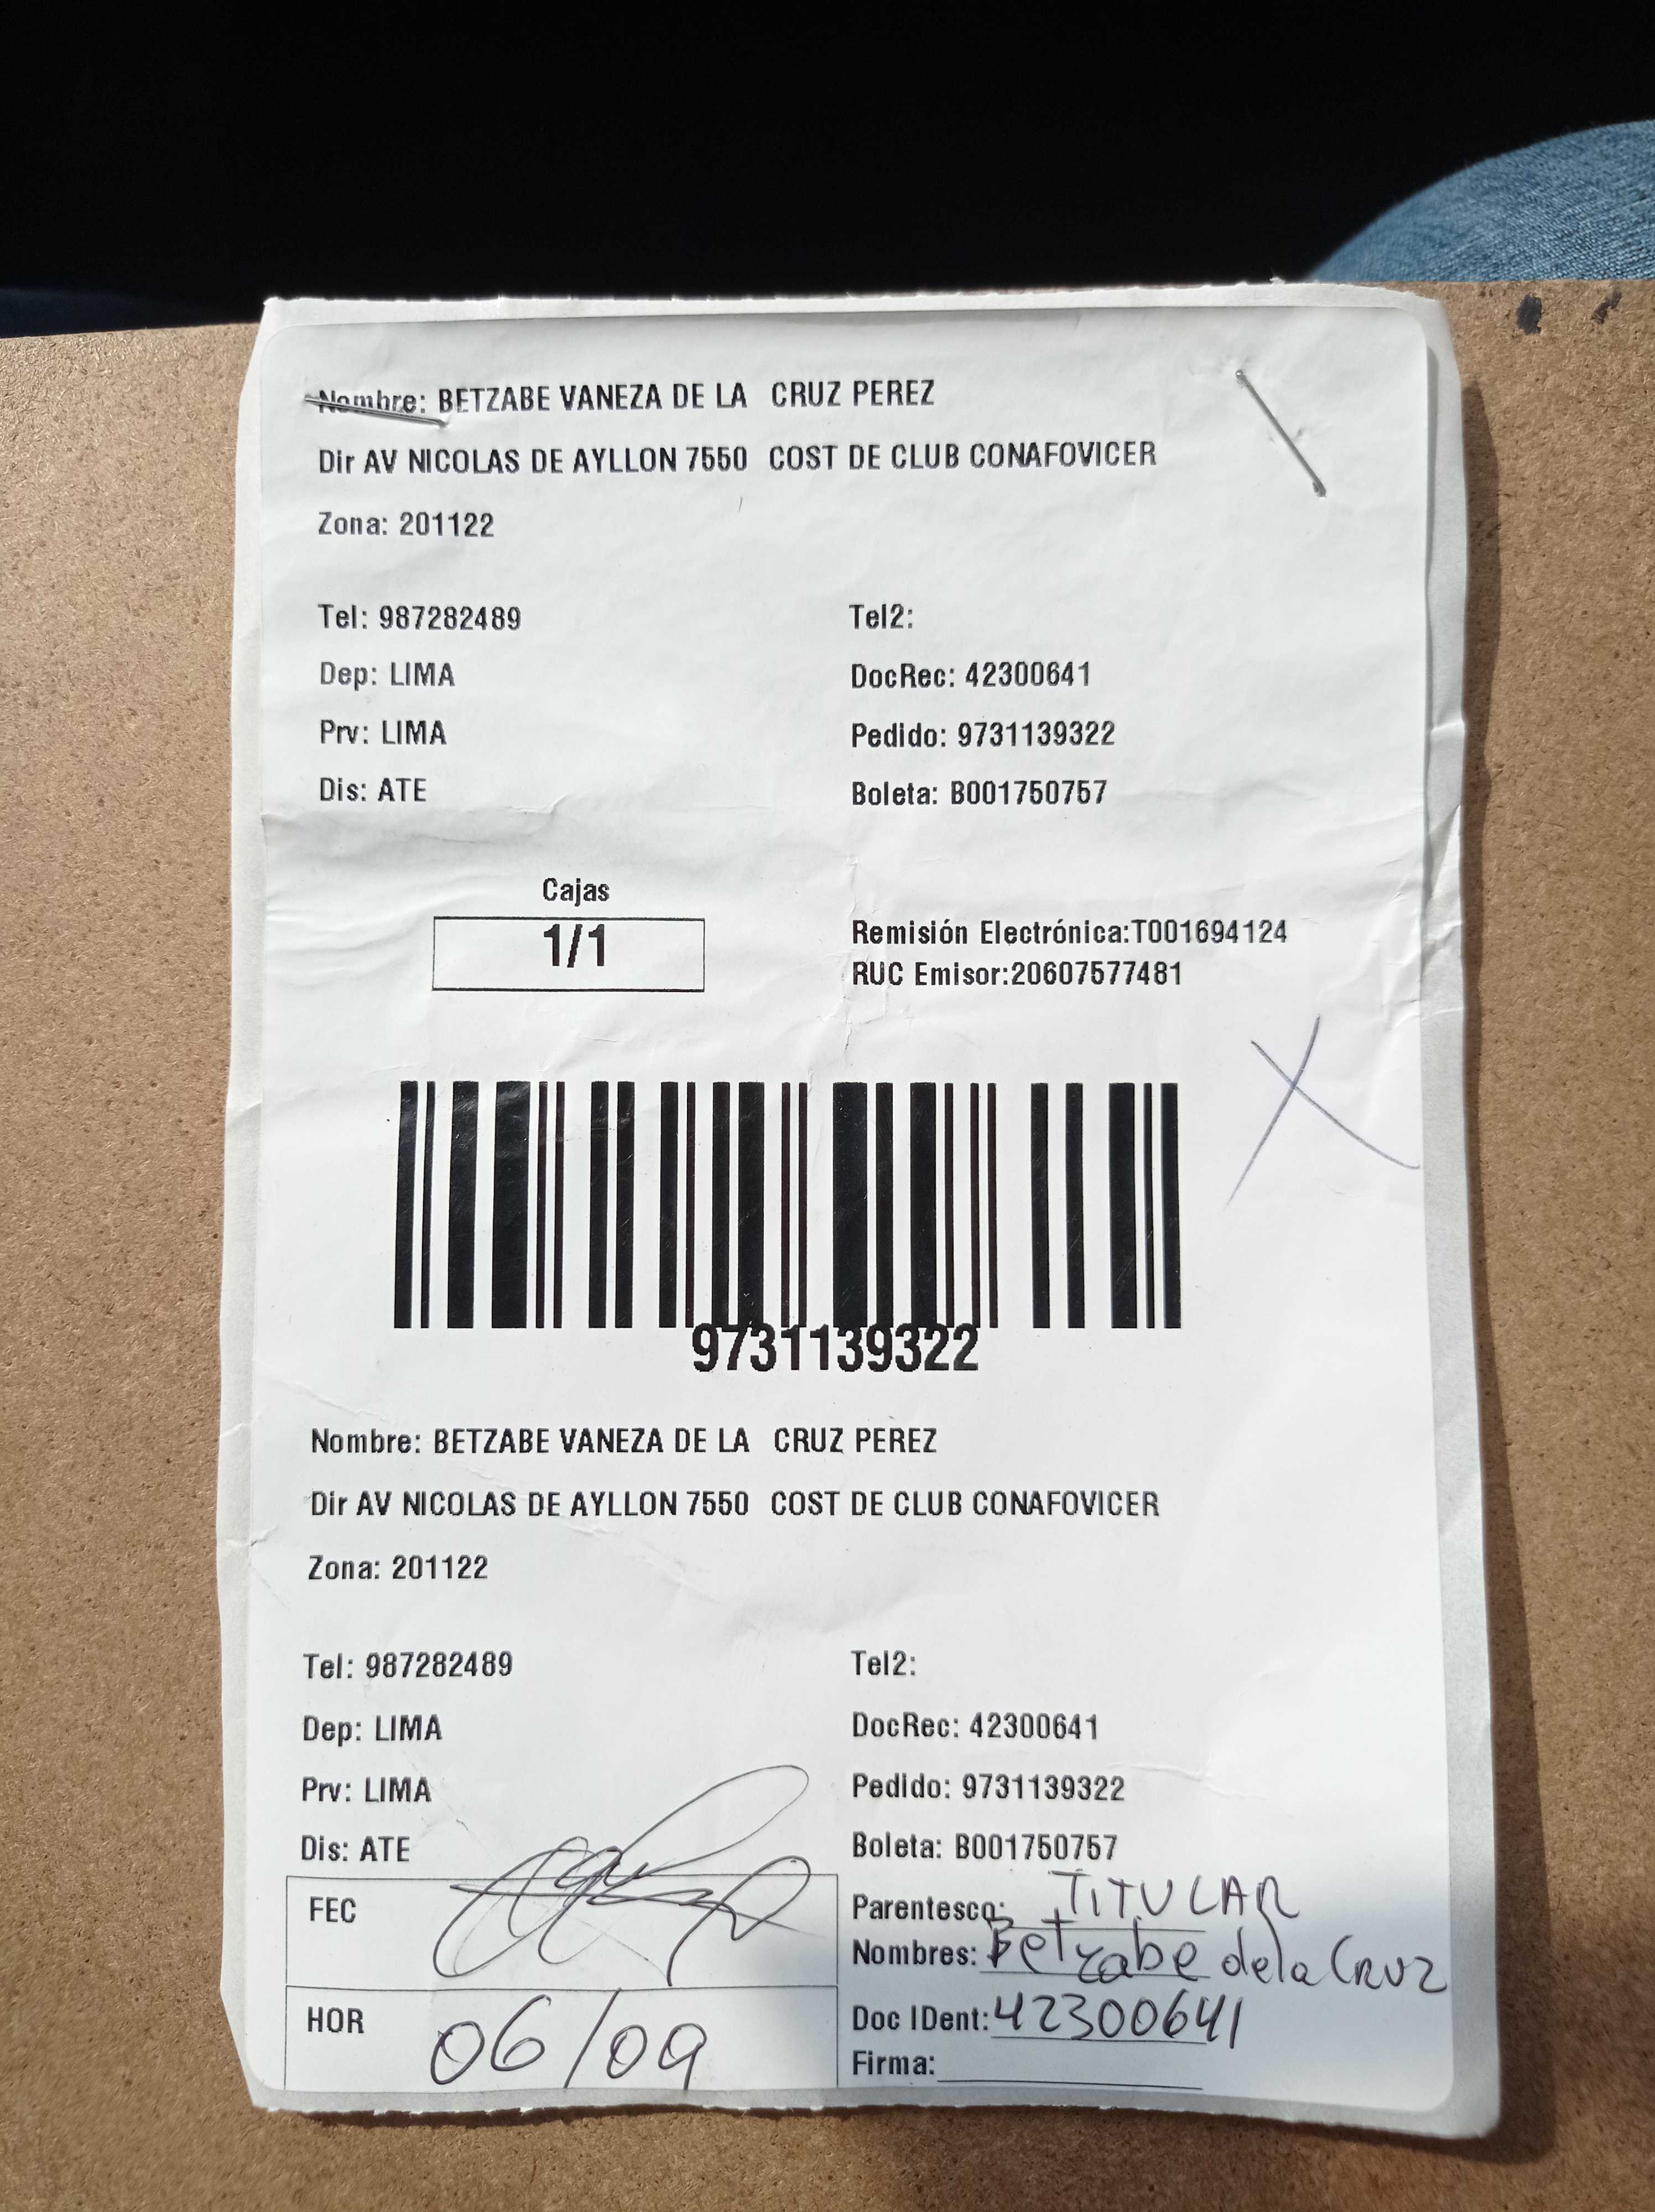 Nombre: BETZABE VANEZA DE LA CRUZ PEREZ
Dir AV NICOLAS DE AYLLON 7550 COST DE CLUB CONAFOVICER
Zona: 201122
Tel: 987282489 Tel2:
Dep: LIMA DocRec: 42300641
Prv: LIMA Pedido: 9731139322
Dis: ATE Boleta: B001750757
Cajas
1/1
Remisión Electrónica:T001694124
RUC Emisor:20607577481
9731139322
Nombre: BETZABE VANEZA DE LA CRUZ PEREZ
Dir AV NICOLAS DE AYLLON 7550 COST DE CLUB CONAFOVICER
Zona: 201122
Tel: 987282489 Tel2:
Dep: LIMA DocRec: 42300641
Prv: LIMA Pedido: 9731139322
Dis: ATE Boleta: B001750757
FEC
HOR 06/09
Parentesco: TITULAR
Nombres: Betzabe de la Cruz
Doc IDent: 42300641
Firma: